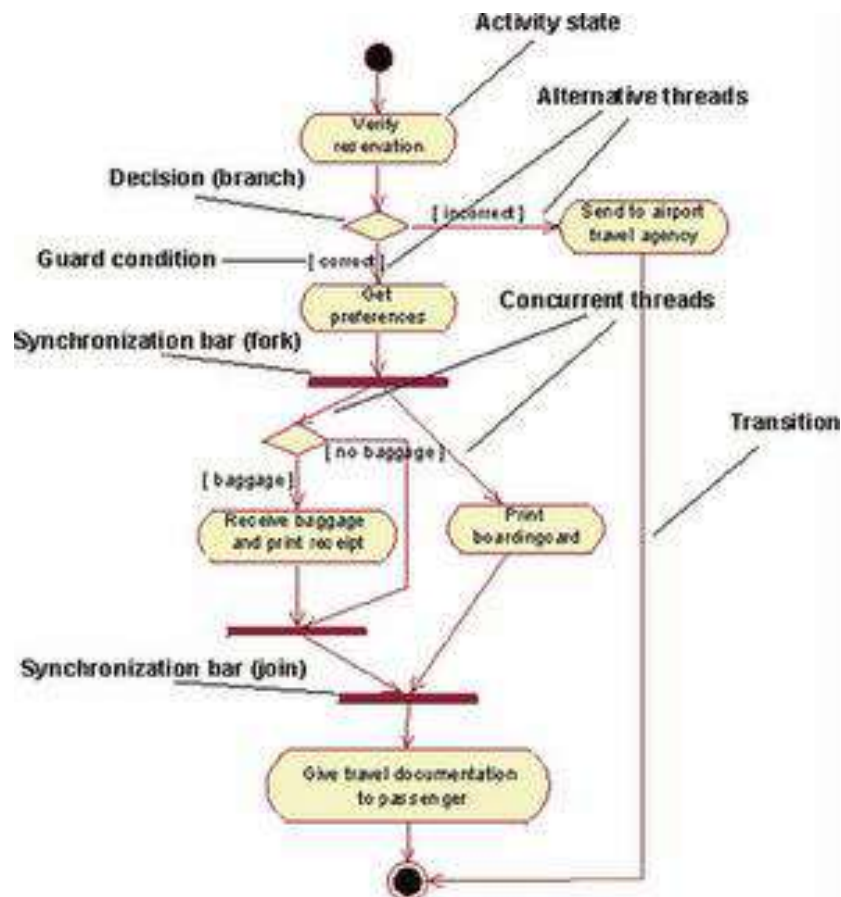 Activity state
Alternative threads
Verify
reservation
Decision (branch)
[ incorrect ]
Send to airport
travel agency
Guard condition
[ correct ]
Get
preferences
Concurrent threads
Synchronization bar (fork)
Transition
[ no baggage ]
[ baggage ]
Receive baggage
and print receipt
Print
boardingcard
Synchronization bar (join)
Give travel documentation
to passenger